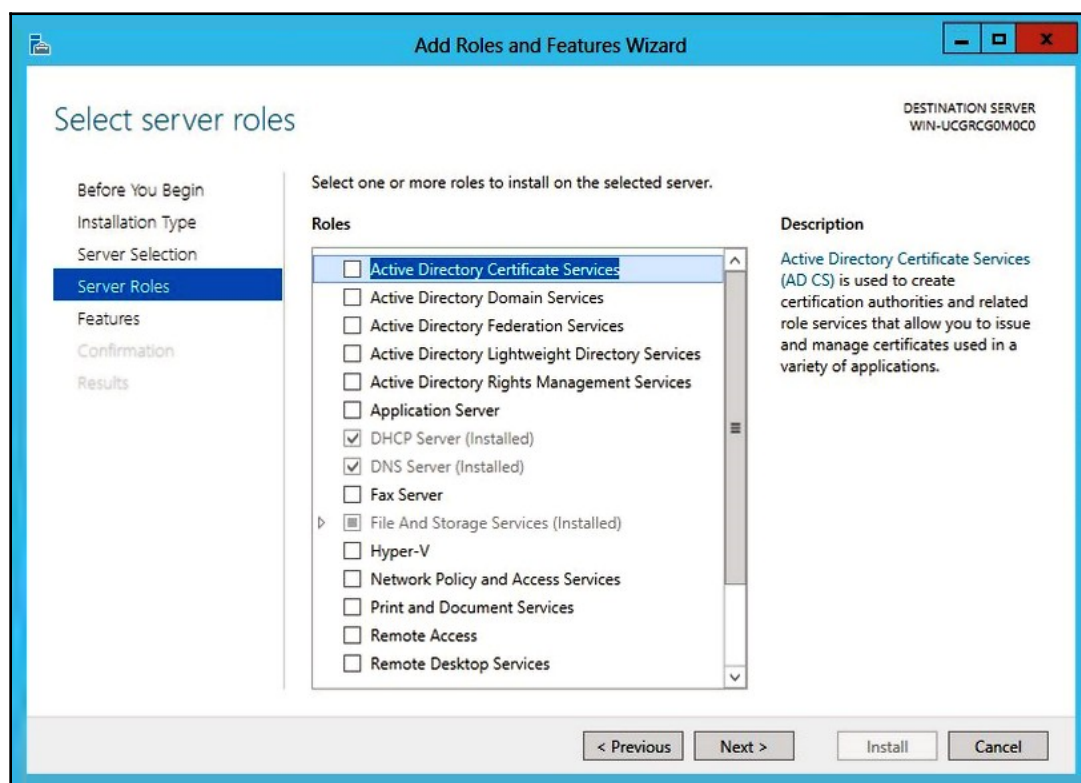 Add Roles and Features Wizard
Select server roles
DESTINATION SERVER
WIN-UCGRCG0M0C0
Before You Begin
Installation Type
Server Selection
Server Roles
Features
Confirmation
Results
Select one or more roles to install on the selected server.
Roles
Active Directory Certificate Services
Active Directory Domain Services
Active Directory Federation Services
Active Directory Lightweight Directory Services
Active Directory Rights Management Services
Application Server
DHCP Server (Installed)
DNS Server (Installed)
Fax Server
File And Storage Services (Installed)
Hyper-V
Network Policy and Access Services
Print and Document Services
Remote Access
Remote Desktop Services
Description
Active Directory Certificate Services
(AD CS) is used to create
certification authorities and related
role services that allow you to issue
and manage certificates used in a
variety of applications.
< Previous
Next >
Install
Cancel